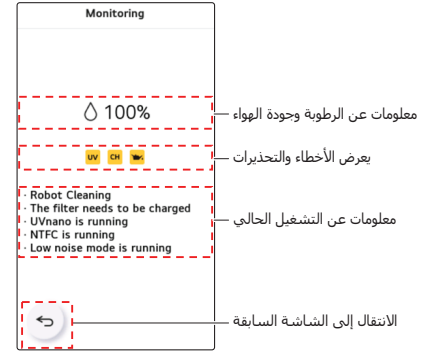 Monitoring
100%
معلومات عن الرطوبة وجودة الهواء
UV CH
يعرض الأخطاء والتحذيرات
· Robot Cleaning
· The filter needs to be charged
· UVnano is running
· NTFC is running
· Low noise mode is running
معلومات عن التشغيل الحالي
الانتقال إلى الشاشة السابقة